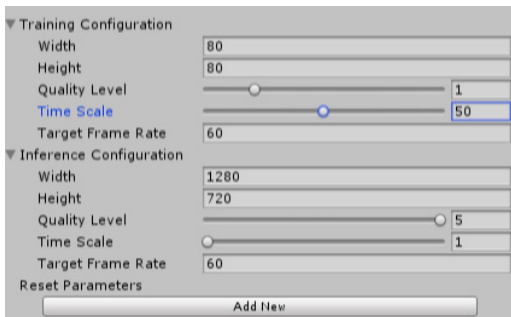 Training Configuration
Width 80
Height 80
Quality Level 1
Time Scale 50
Target Frame Rate 60
Inference Configuration
Width 1280
Height 720
Quality Level 5
Time Scale 1
Target Frame Rate 60
Reset Parameters
Add New